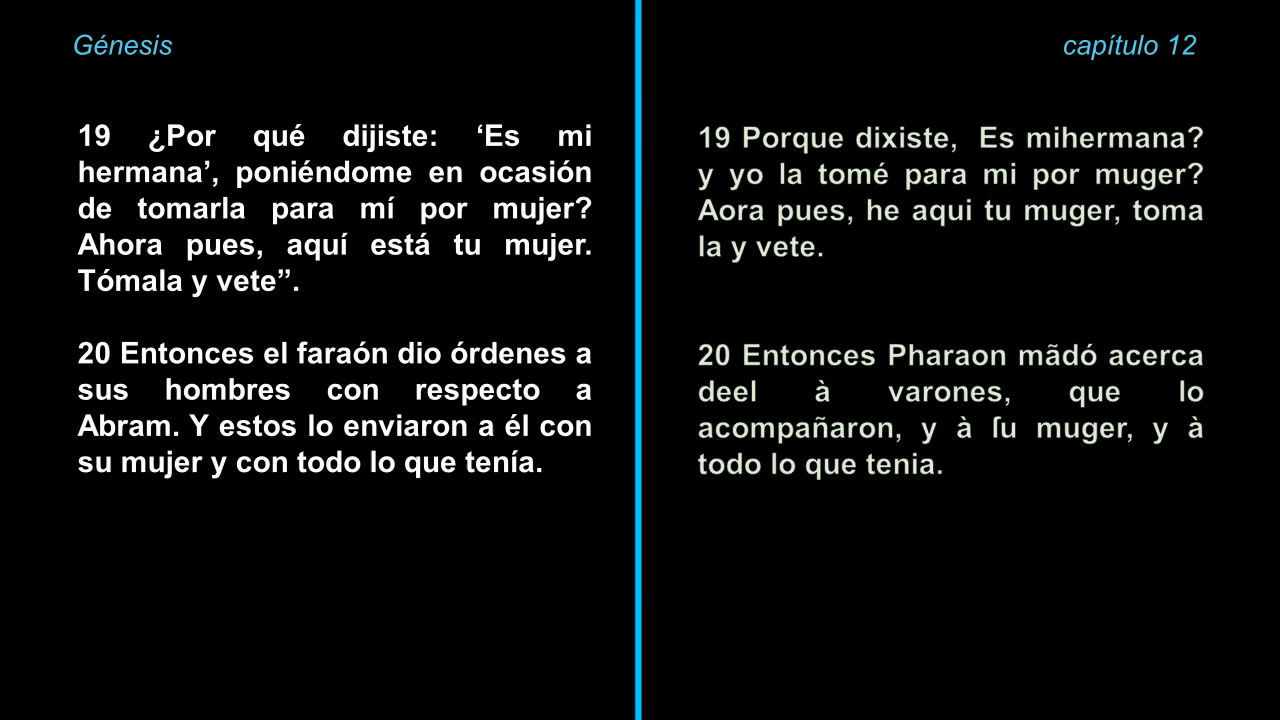 Génesis
capítulo 12
19 ¿Por qué dijiste: ‘Es mi
hermana’, poniéndome en ocasión
de tomarla para mí por mujer?
Ahora pues, aquí está tu mujer.
Tómala y vete”.
20 Entonces el faraón dio órdenes a
sus hombres con respecto a
Abram. Y estos lo enviaron a él con
su mujer y con todo lo que tenía.
19 Porque dixiste, Es mihermana?
y yo la tomé para mi por muger?
Aora pues, he aqui tu muger, toma
la y vete.
20 Entonces Pharaon mãdó acerca
deel à varones, que lo
acompañaron, y à ſu muger, y à
todo lo que tenia.